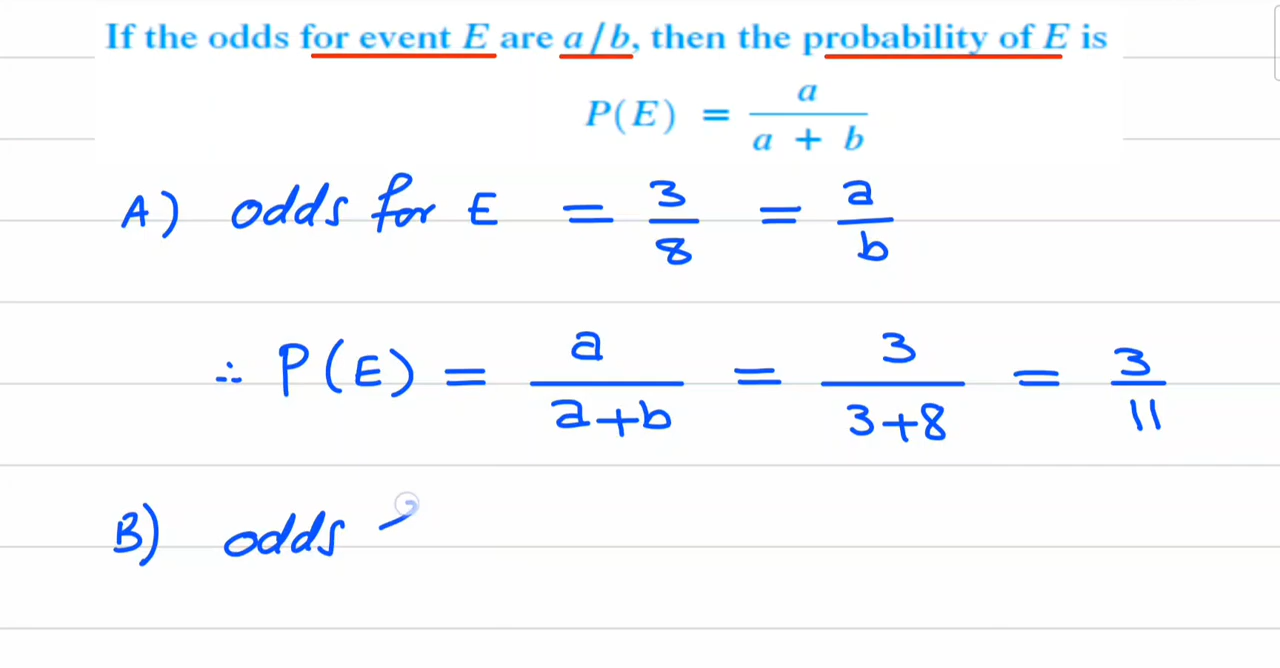 If the odds for event E are a/b, then the probability of E is
P(E) = a / (a + b)
A) odds for E = 3/8 = a/b
∴ P(E) = a/(a+b) = 3/(3+8) = 3/11
B) odds